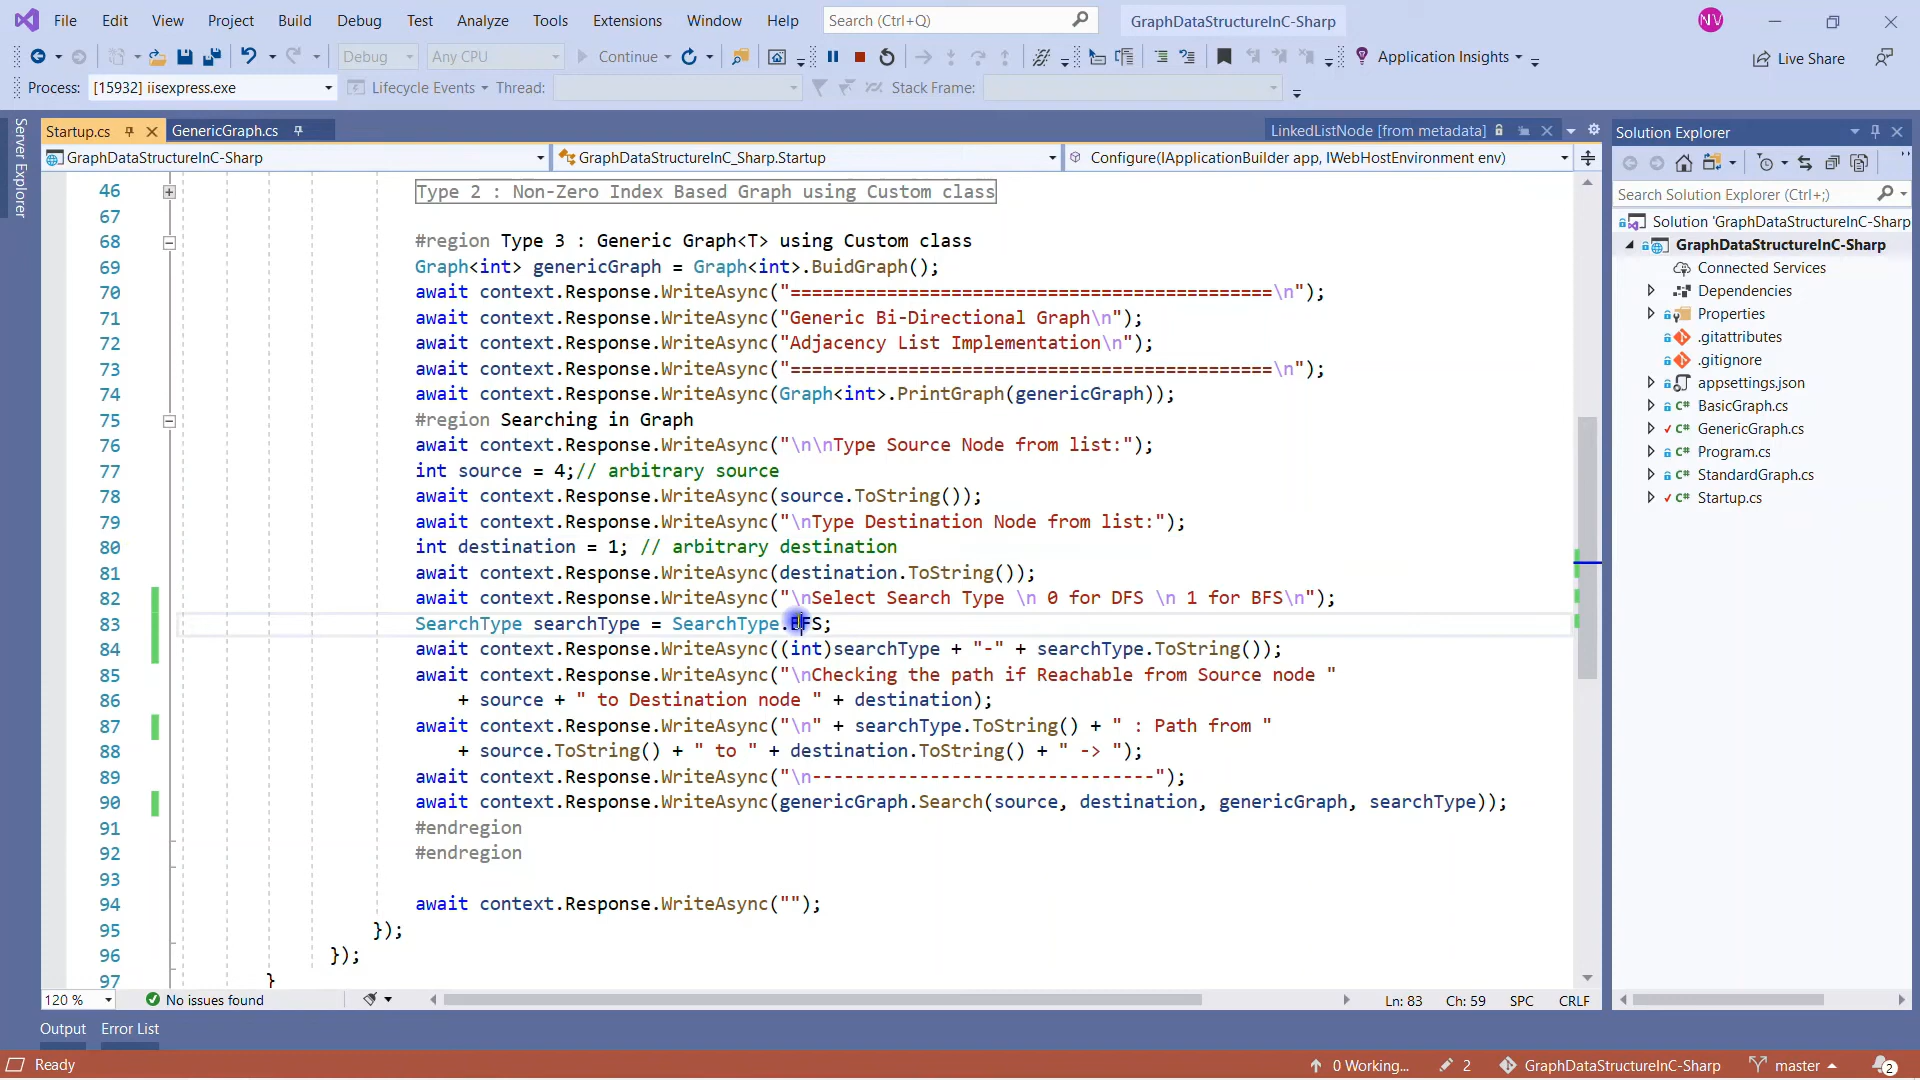 File Edit View Project Build Debug Test Analyze Tools Extensions Window Help Search (Ctrl+Q) GraphDataStructureInC-Sharp NV
Debug Any CPU Continue Application Insights Live Share
Process: [15932] iisexpress.exe Lifecycle Events Thread: Stack Frame:
Server Explorer
Startup.cs GenericGraph.cs LinkedListNode [from metadata]
GraphDataStructureInC-Sharp GraphDataStructureInC_Sharp.Startup Configure(IApplicationBuilder app, IWebHostEnvironment env)
46 Type 2 : Non-Zero Index Based Graph using Custom class
67
68 #region Type 3 : Generic Graph<T> using Custom class
69 Graph<int> genericGraph = Graph<int>.BuidGraph();
70 await context.Response.WriteAsync("=============================================\n");
71 await context.Response.WriteAsync("Generic Bi-Directional Graph\n");
72 await context.Response.WriteAsync("Adjacency List Implementation\n");
73 await context.Response.WriteAsync("=============================================\n");
74 await context.Response.WriteAsync(Graph<int>.PrintGraph(genericGraph));
75 #region Searching in Graph
76 await context.Response.WriteAsync("\n\nType Source Node from list:");
77 int source = 4;// arbitrary source
78 await context.Response.WriteAsync(source.ToString());
79 await context.Response.WriteAsync("\nType Destination Node from list:");
80 int destination = 1; // arbitrary destination
81 await context.Response.WriteAsync(destination.ToString());
82 await context.Response.WriteAsync("\nSelect Search Type \n 0 for DFS \n 1 for BFS\n");
83 SearchType searchType = SearchType.BFS;
84 await context.Response.WriteAsync((int)searchType + "-" + searchType.ToString());
85 await context.Response.WriteAsync("\nChecking the path if Reachable from Source node "
86 + source + " to Destination node " + destination);
87 await context.Response.WriteAsync("\n" + searchType.ToString() + " : Path from "
88 + source.ToString() + " to " + destination.ToString() + " -> ");
89 await context.Response.WriteAsync("\n--------------------------------");
90 await context.Response.WriteAsync(genericGraph.Search(source, destination, genericGraph, searchType));
91 #endregion
92 #endregion
93
94 await context.Response.WriteAsync("");
95 });
96 });
97 }
120 % No issues found Ln: 83 Ch: 59 SPC CRLF
Solution Explorer
Search Solution Explorer (Ctrl+;)
Solution 'GraphDataStructureInC-Sharp
GraphDataStructureInC-Sharp
Connected Services
Dependencies
Properties
.gitattributes
.gitignore
appsettings.json
C# BasicGraph.cs
C# GenericGraph.cs
C# Program.cs
C# StandardGraph.cs
C# Startup.cs
Output Error List
Ready 0 Working... 2 GraphDataStructureInC-Sharp master 2